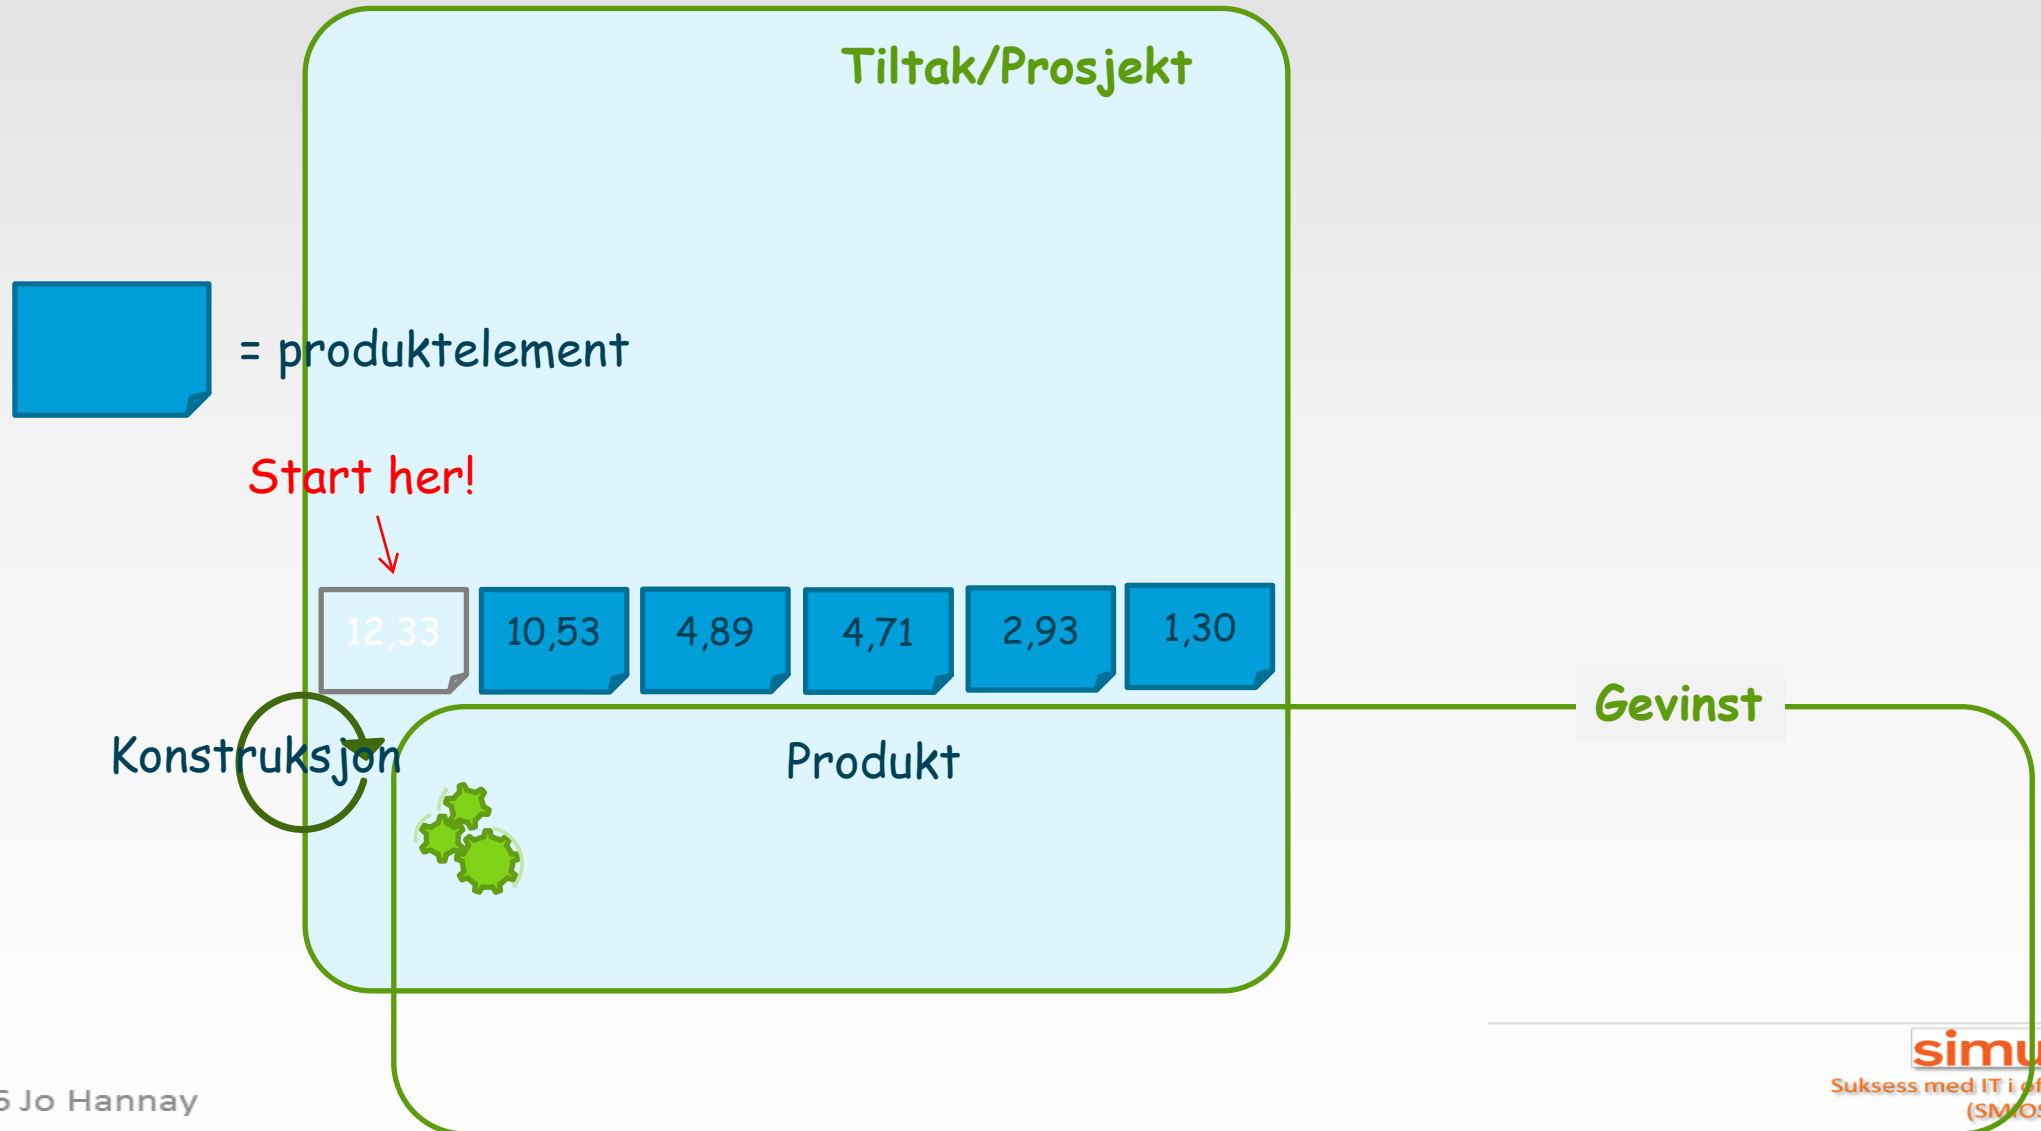 Tiltak/Prosjekt
= produktelement
Start her!
12,33
10,53
4,89
4,71
2,93
1,30
Gevinst
Konstruksjon
Produkt
Jo Hannay
Suksess med IT i